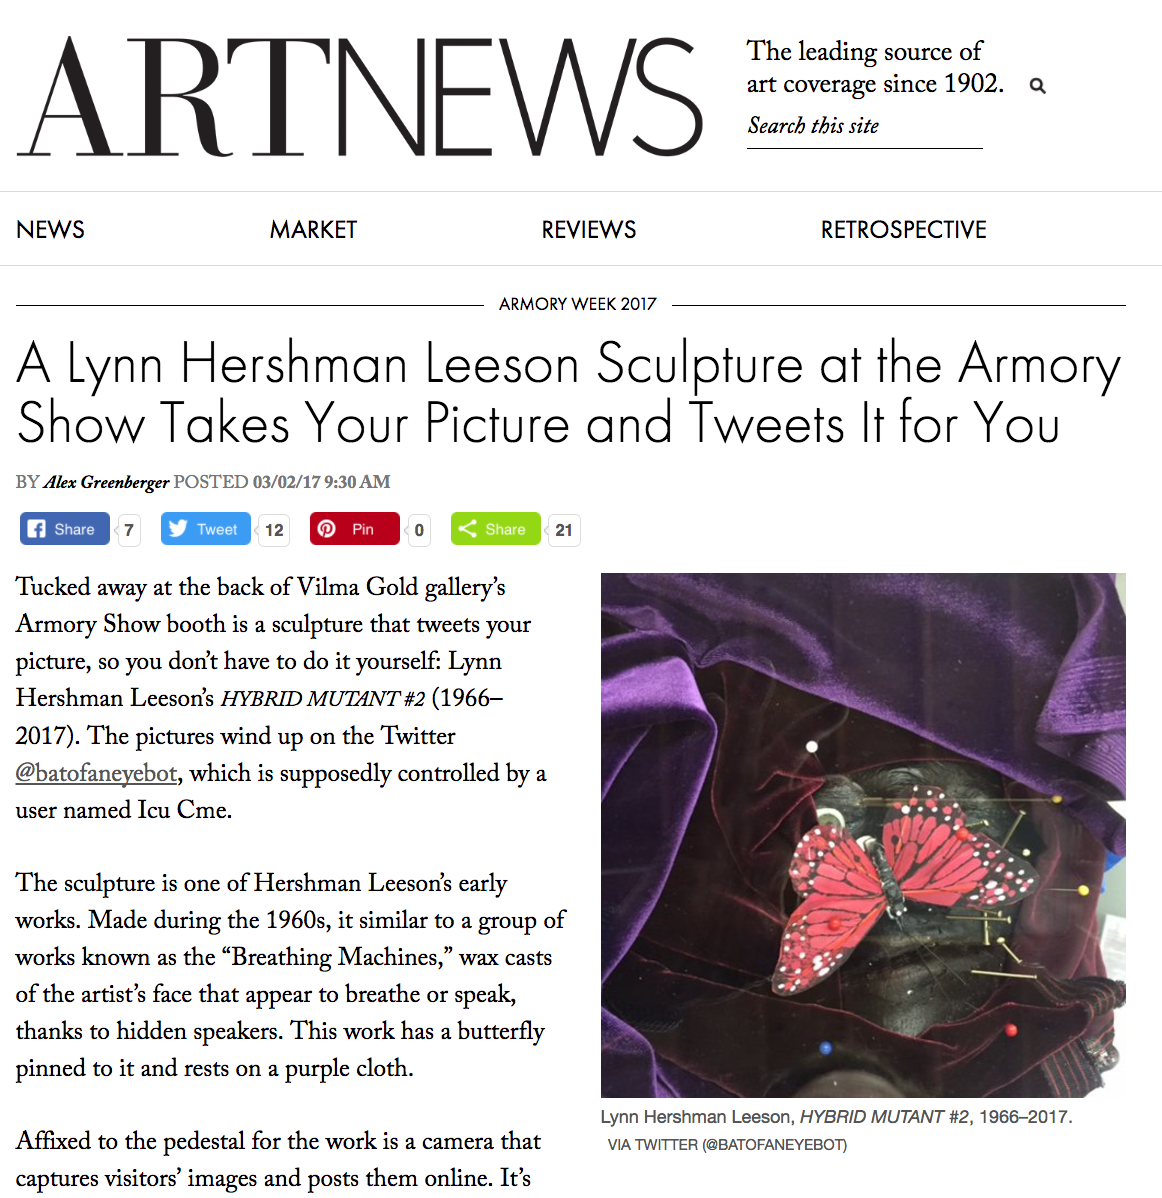 ARTNEWS
The leading source of
art coverage since 1902.
Search this site
NEWS
MARKET
REVIEWS
RETROSPECTIVE
ARMORY WEEK 2017
A Lynn Hershman Leeson Sculpture at the Armory
Show Takes Your Picture and Tweets It for You
BY Alex Greenberger POSTED 03/02/17 9:30 AM
Share 7 Tweet 12 Pin 0 Share 21
Tucked away at the back of Vilma Gold gallery’s
Armory Show booth is a sculpture that tweets your
picture, so you don’t have to do it yourself: Lynn
Hershman Leeson’s HYBRID MUTANT #2 (1966–
2017). The pictures wind up on the Twitter
@batofaneyebot, which is supposedly controlled by a
user named Icu Cme.
The sculpture is one of Hershman Leeson’s early
works. Made during the 1960s, it similar to a group of
works known as the “Breathing Machines,” wax casts
of the artist’s face that appear to breathe or speak,
thanks to hidden speakers. This work has a butterfly
pinned to it and rests on a purple cloth.
Affixed to the pedestal for the work is a camera that
captures visitors’ images and posts them online. It’s
Lynn Hershman Leeson, HYBRID MUTANT #2, 1966–2017.
VIA TWITTER (@BATOFANEYEBOT)